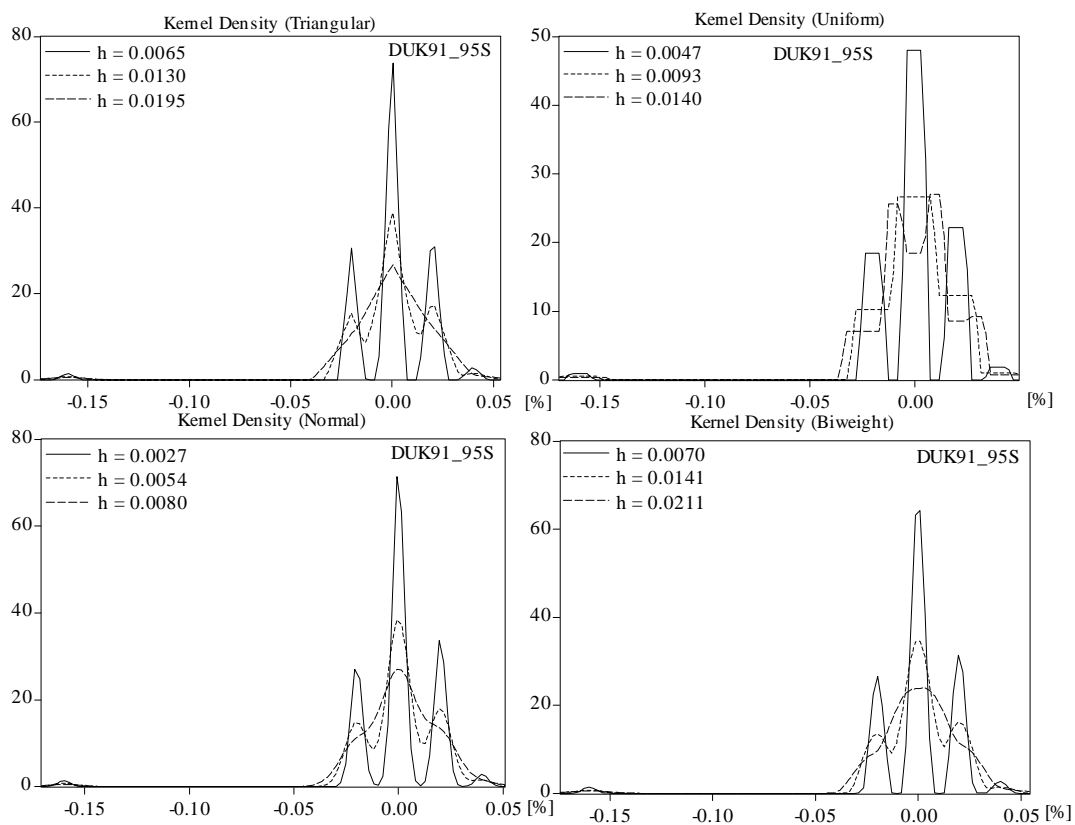 Kernel Density (Triangular)
h = 0.0065
h = 0.0130
h = 0.0195
DUK91_95S
80
60
40
20
0
-0.15 -0.10 -0.05 0.00 0.05 [%]
Kernel Density (Uniform)
h = 0.0047
h = 0.0093
h = 0.0140
DUK91_95S
50
40
30
20
10
0
-0.15 -0.10 -0.05 0.00 [%]
Kernel Density (Normal)
h = 0.0027
h = 0.0054
h = 0.0080
DUK91_95S
80
60
40
20
0
-0.15 -0.10 -0.05 0.00 0.05 [%]
Kernel Density (Biweight)
h = 0.0070
h = 0.0141
h = 0.0211
DUK91_95S
80
60
40
20
0
-0.15 -0.10 -0.05 0.00 0.05 [%]